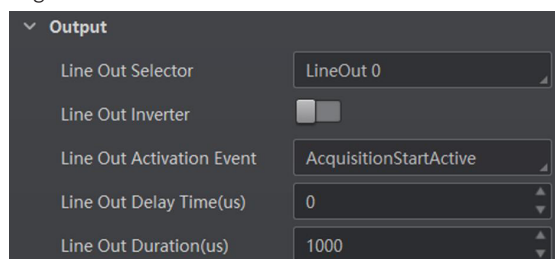 Output
Line Out Selector LineOut 0
Line Out Inverter
Line Out Activation Event AcquisitionStartActive
Line Out Delay Time(us) 0
Line Out Duration(us) 1000